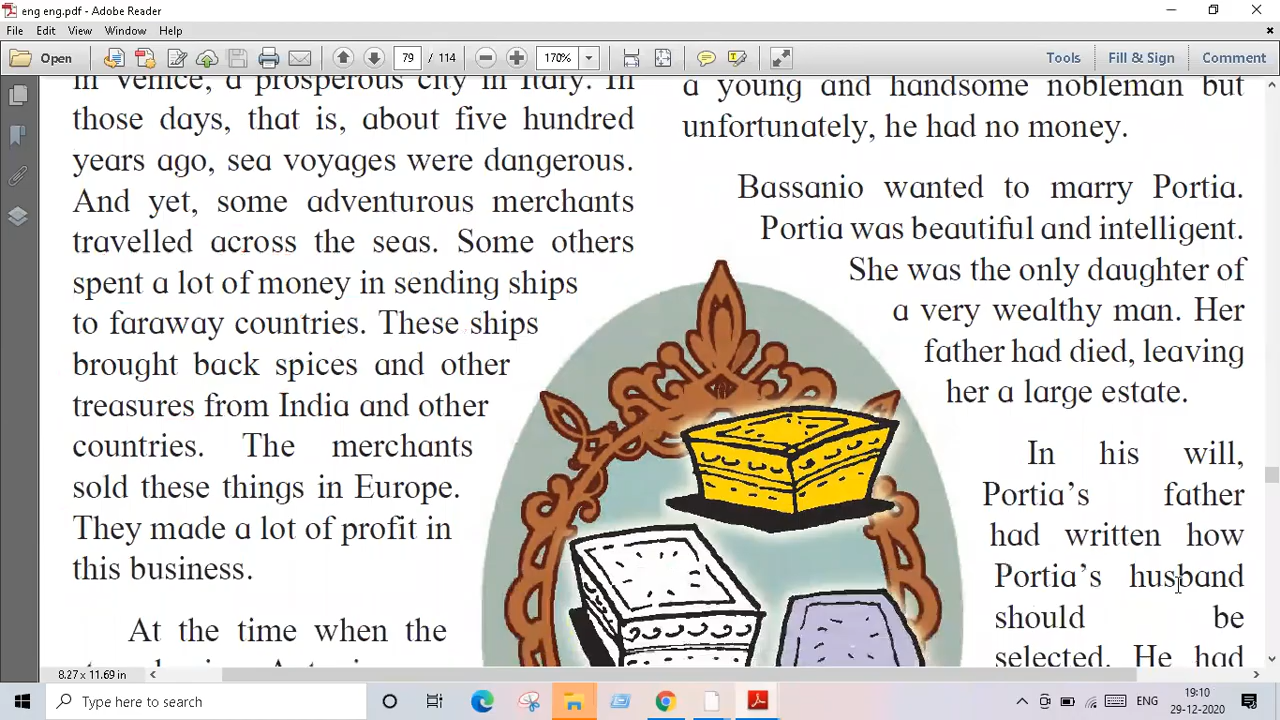 eng eng.pdf - Adobe Reader
File Edit View Window Help
Open 79 / 114 170% Tools Fill & Sign Comment
in Venice, a prosperous city in Italy. In
those days, that is, about five hundred
years ago, sea voyages were dangerous.
And yet, some adventurous merchants
travelled across the seas. Some others
spent a lot of money in sending ships
to faraway countries. These ships
brought back spices and other
treasures from India and other
countries. The merchants
sold these things in Europe.
They made a lot of profit in
this business.
At the time when the
a young and handsome nobleman but
unfortunately, he had no money.
Bassanio wanted to marry Portia.
Portia was beautiful and intelligent.
She was the only daughter of
a very wealthy man. Her
father had died, leaving
her a large estate.
In his will,
Portia's father
had written how
Portia's husband
should be
selected. He had
8.27 x 11.69 in
Type here to search
ENG
19:10
29-12-2020